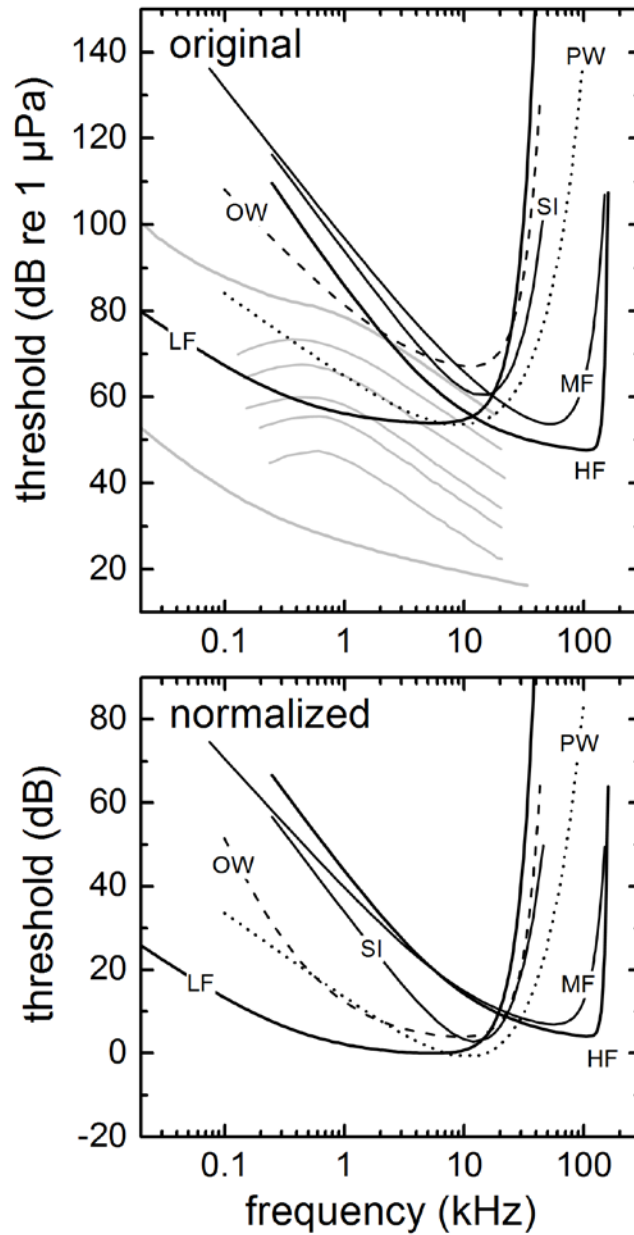 original
140
120
100
80
60
40
20
threshold (dB re 1 µPa)
PW
OW
SI
LF
MF
HF
0.1 1 10 100
normalized
80
60
40
20
0
-20
threshold (dB)
PW
OW
SI
LF
MF
HF
0.1 1 10 100
frequency (kHz)